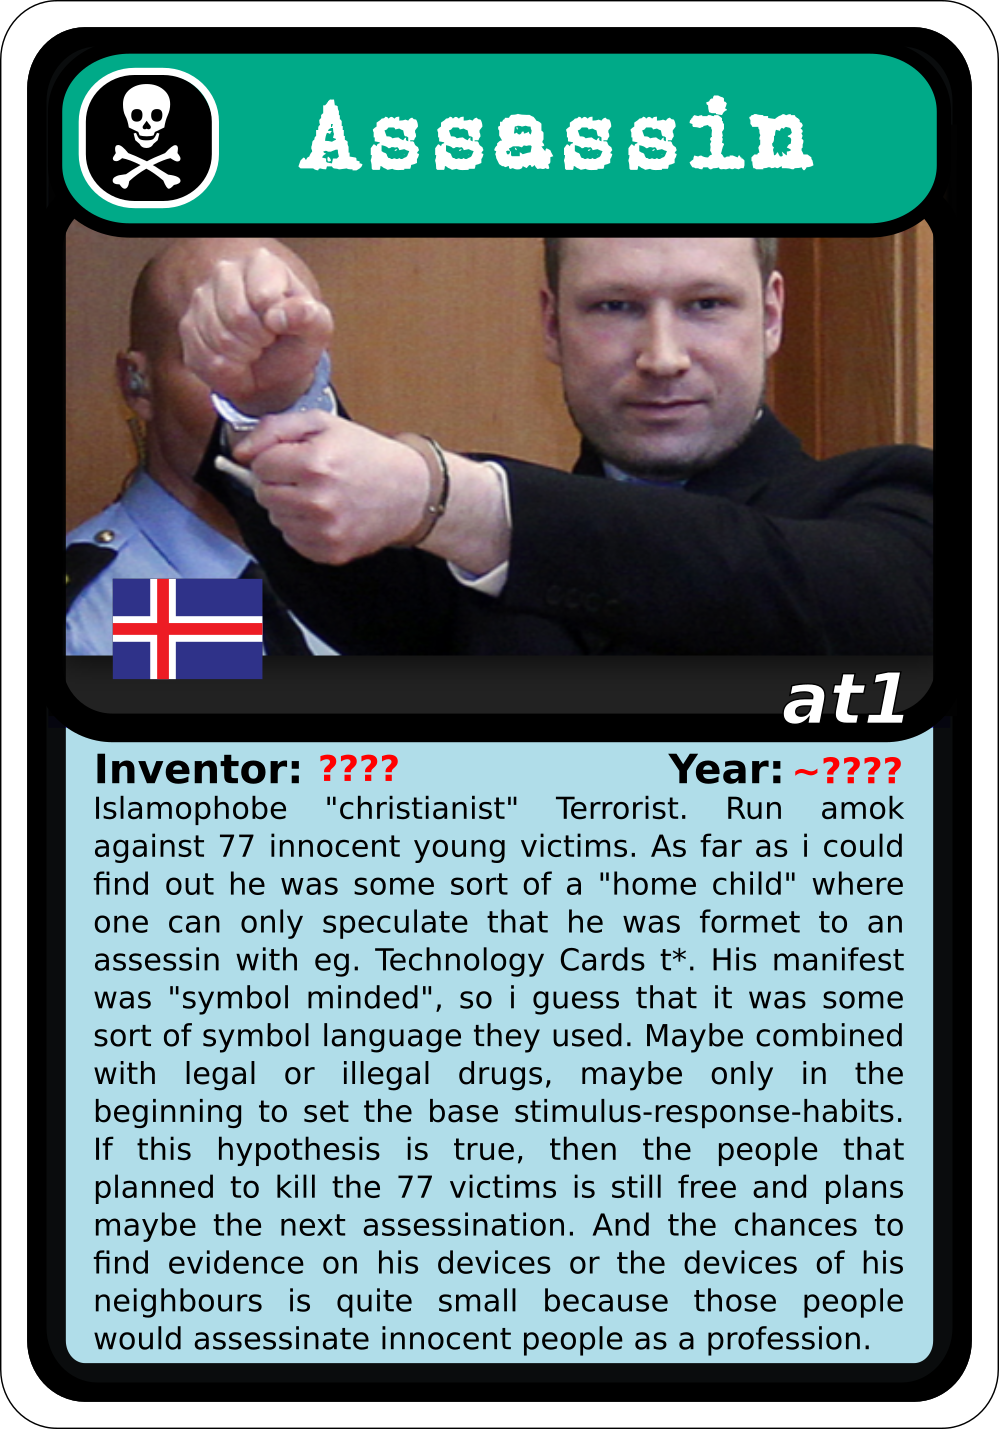 Assassin
at1
Inventor: ????
Year: ~????
Islamophobe "christianist" Terrorist. Run amok
against 77 innocent young victims. As far as i could
find out he was some sort of a "home child" where
one can only speculate that he was formet to an
assessin with eg. Technology Cards t*. His manifest
was "symbol minded", so i guess that it was some
sort of symbol language they used. Maybe combined
with legal or illegal drugs, maybe only in the
beginning to set the base stimulus-response-habits.
If this hypothesis is true, then the people that
planned to kill the 77 victims is still free and plans
maybe the next assessination. And the chances to
find evidence on his devices or the devices of his
neighbours is quite small because those people
would assessinate innocent people as a profession.